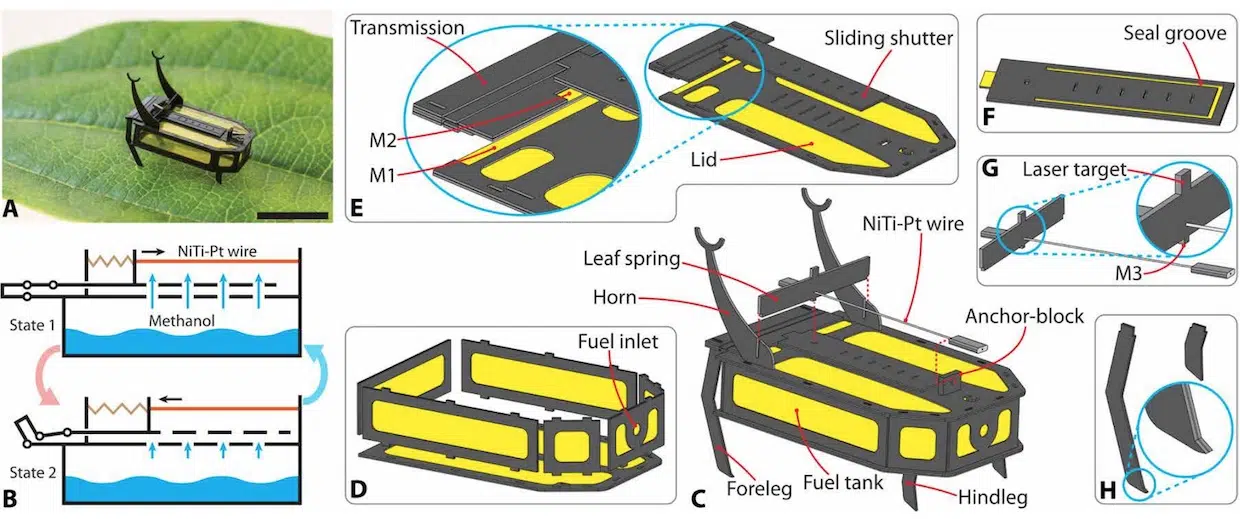 A
NiTi-Pt wire
State 1
Methanol
State 2
B
Transmission
M2
M1
Sliding shutter
Lid
E
Seal groove
F
G
Laser target
M3
NiTi-Pt wire
Leaf spring
Horn
Anchor-block
Foreleg
Fuel tank
Hindleg
C
Fuel inlet
D
H